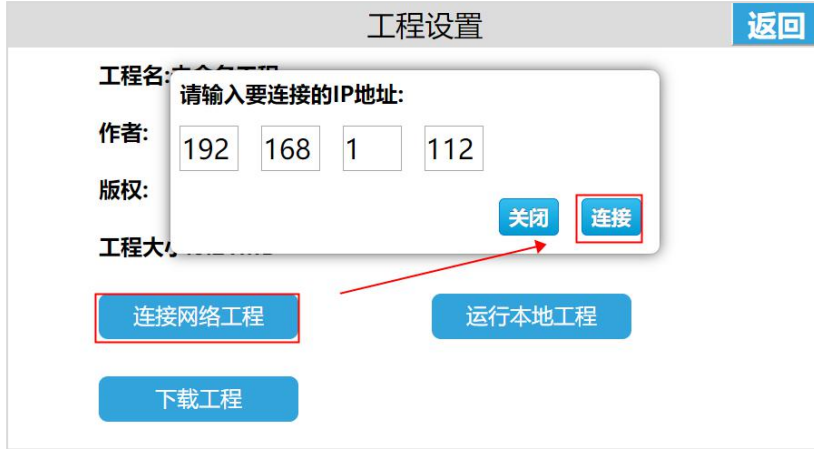 工程设置
返回
工程名:
请输入要连接的IP地址:
作者:
192 168 1 112
版权:
关闭 连接
工程大
连接网络工程 运行本地工程
下载工程